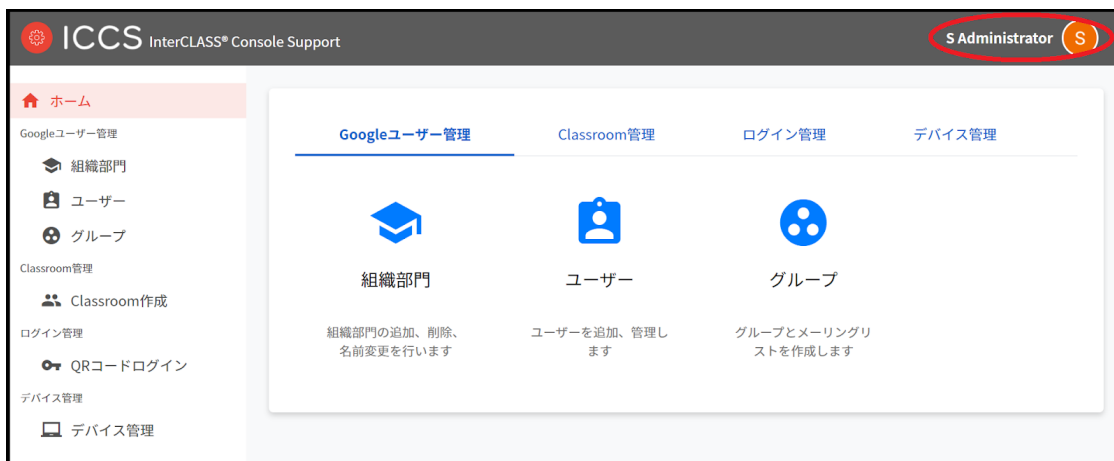 ICCS InterCLASS® Console Support
S Administrator S
ホーム
Googleユーザー管理
組織部門
ユーザー
グループ
Classroom管理
Classroom作成
ログイン管理
QRコードログイン
デバイス管理
デバイス管理
Googleユーザー管理 Classroom管理 ログイン管理 デバイス管理
組織部門
組織部門の追加、削除、
名前変更を行います
ユーザー
ユーザーを追加、管理し
ます
グループ
グループとメーリングリ
ストを作成します